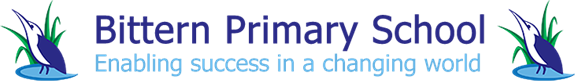 Bittern Primary School
Enabling success in a changing world